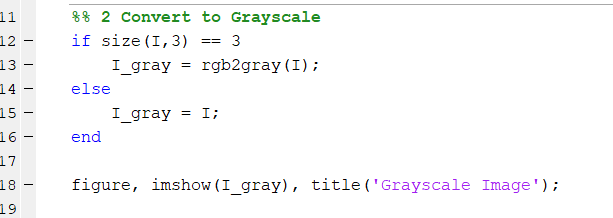 11 %% 2 Convert to Grayscale
12 – if size(I,3) == 3
13 – I_gray = rgb2gray(I);
14 – else
15 – I_gray = I;
16 – end
17
18 – figure, imshow(I_gray), title('Grayscale Image');
19